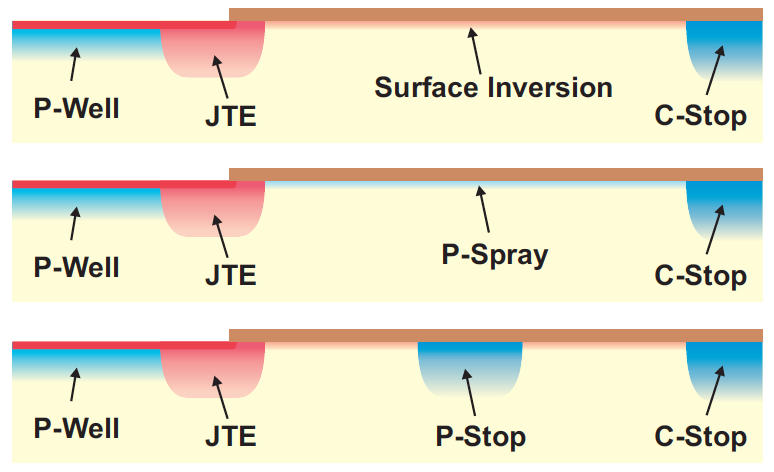 Surface Inversion
P-Well
JTE
C-Stop
P-Spray
P-Well
JTE
C-Stop
P-Well
JTE
P-Stop
C-Stop